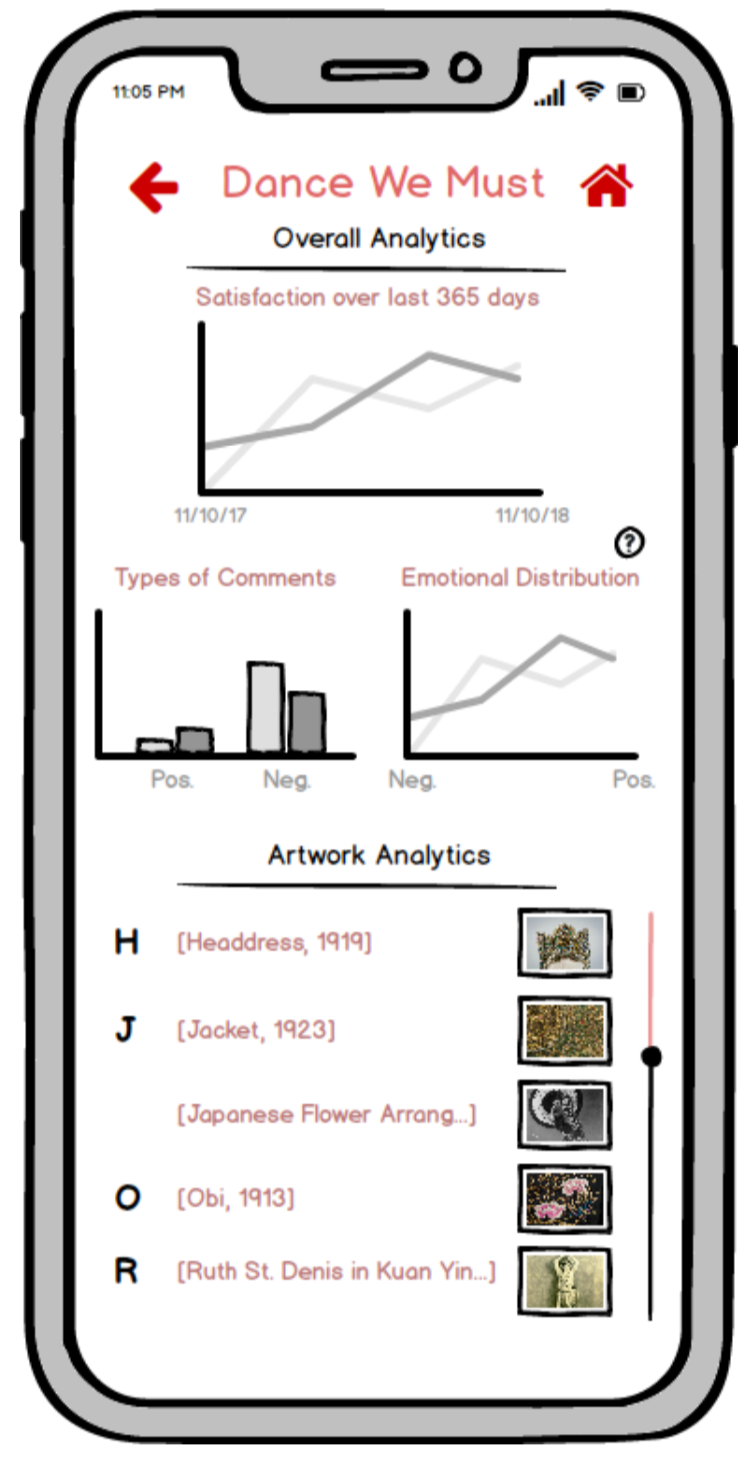 11:05 PM
Dance We Must
Overall Analytics
Satisfaction over last 365 days
11/10/17 11/10/18
?
Types of Comments Emotional Distribution
Pos. Neg. Neg. Pos.
Artwork Analytics
H [Headdress, 1919]
J [Jacket, 1923]
[Japanese Flower Arrang...]
O [Obi, 1913]
R [Ruth St. Denis in Kuan Yin...]